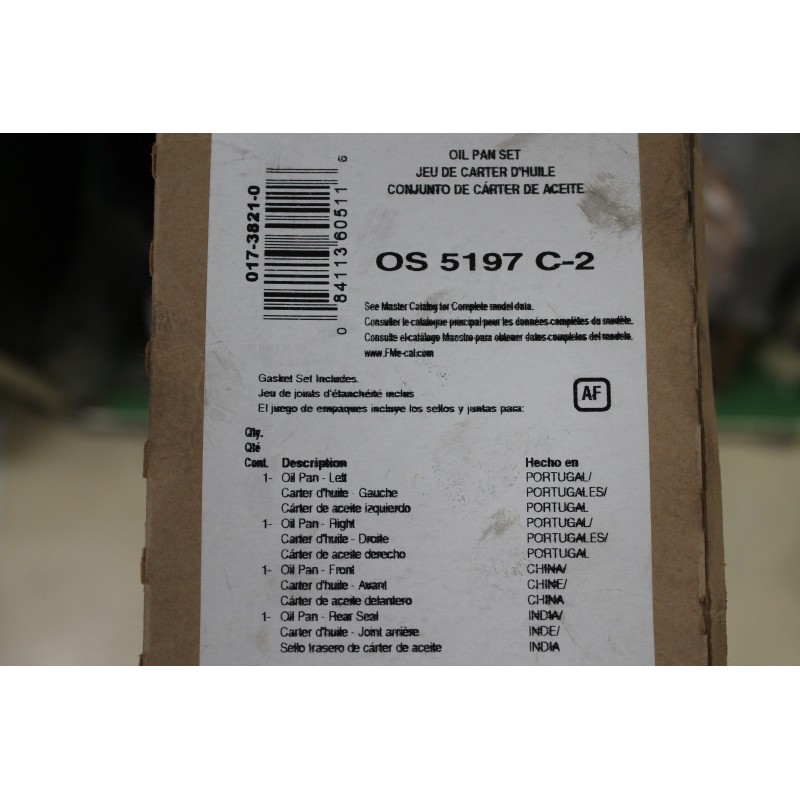 OIL PAN SET
JEU DE CARTER D'HUILE
CONJUNTO DE CÁRTER DE ACEITE
017-3821-0
0 84113 60511 6
OS 5197 C-2
See Master Catalog for Complete model data.
Consulter le catalogue principal pour les données complètes du modèle.
Consulte el catálogo Maestro para obtener datos completos del modelo.
www.FMe-cat.com
Gasket Set Includes.
Jeu de joints d'étanchéité inclus
El juego de empaques incluye los sellos y juntas para:
AF
Qty.
Qté
Cant. Description Hecho en
1- Oil Pan - Left PORTUGAL/
Carter d'huile - Gauche PORTUGALES/
Cárter de aceite izquierdo PORTUGAL
1- Oil Pan - Right PORTUGAL/
Carter d'huile - Droite PORTUGALES/
Cárter de aceite derecho PORTUGAL
1- Oil Pan - Front CHINA/
Carter d'huile - Avant CHINE/
Cárter de aceite delantero CHINA
1- Oil Pan - Rear Seal INDIA/
Carter d'huile - Joint arrière INDE/
Sello trasero de cárter de aceite INDIA